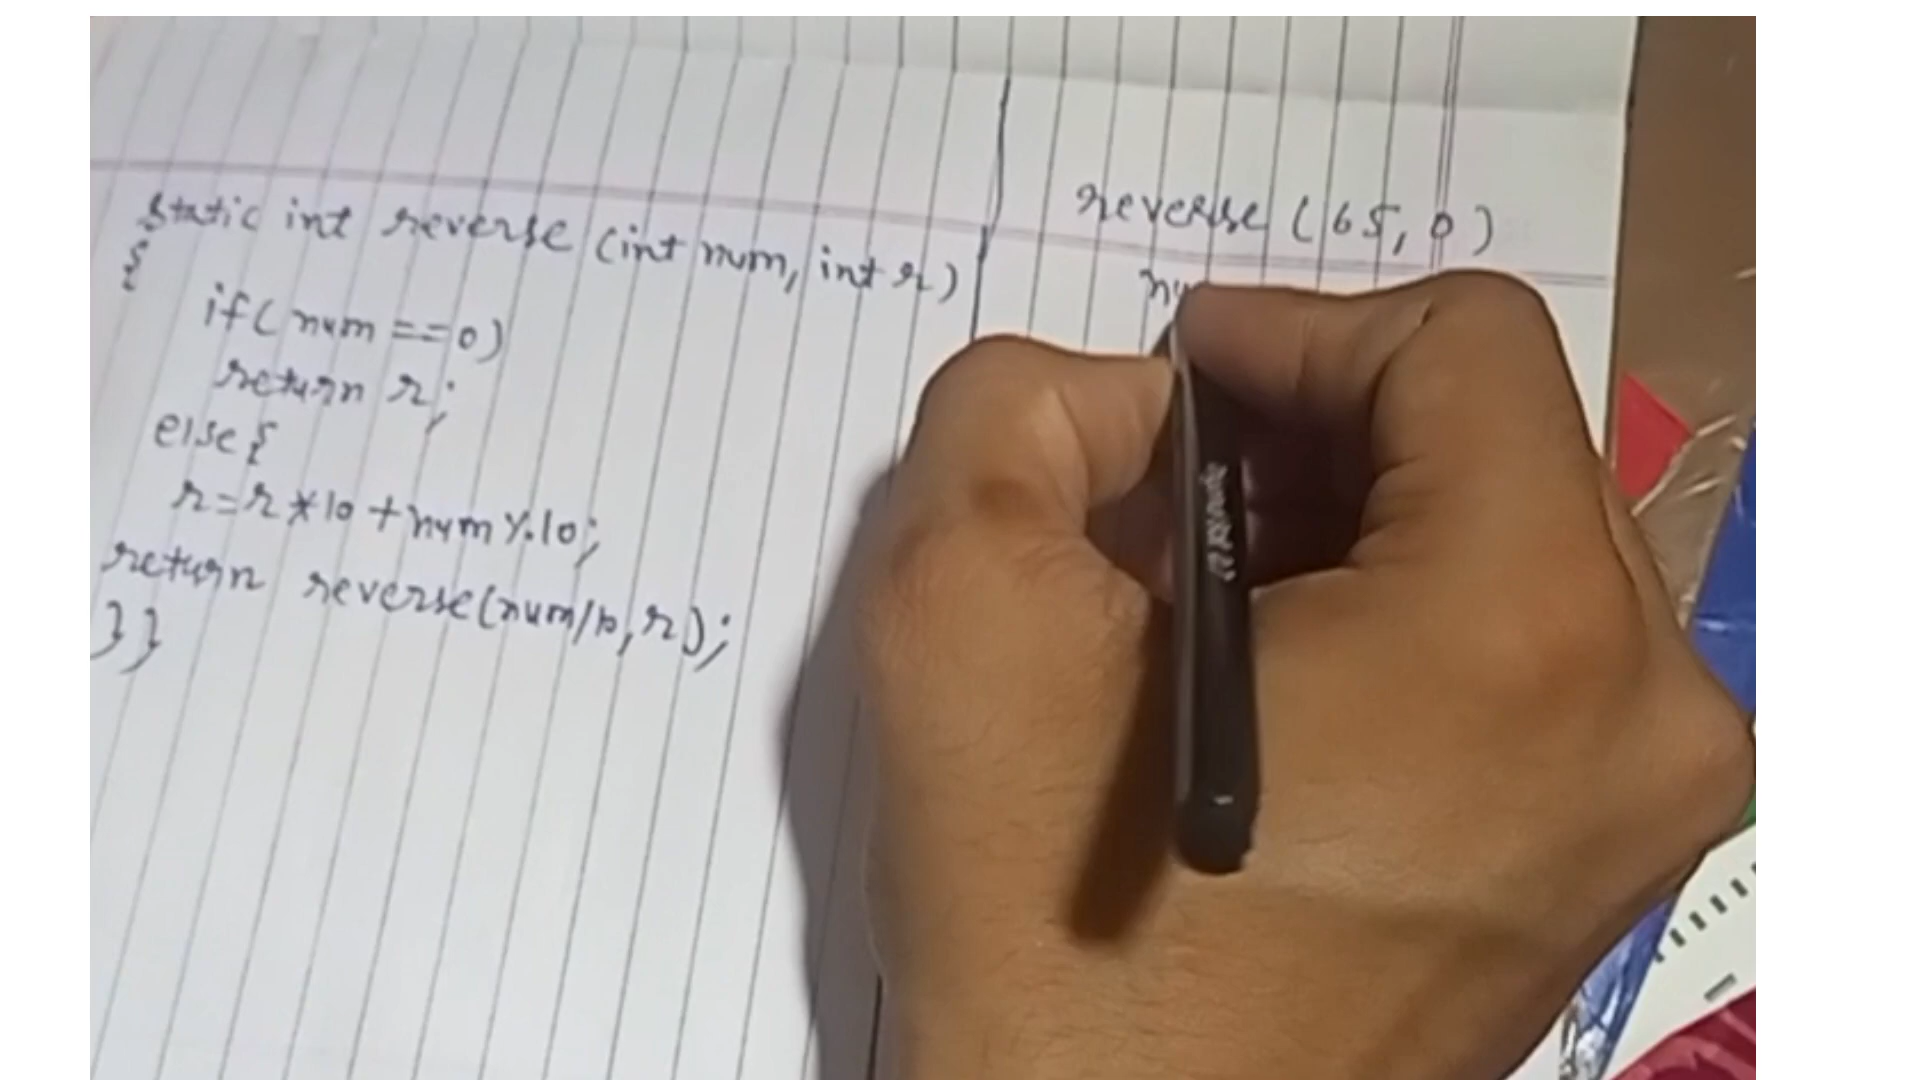 static int reverse (int num, int r)
{
if( num ==0)
return r;
else {
r=r*10 +num%10;
return reverse(num/10, r);
}}
reverse (65, 0)